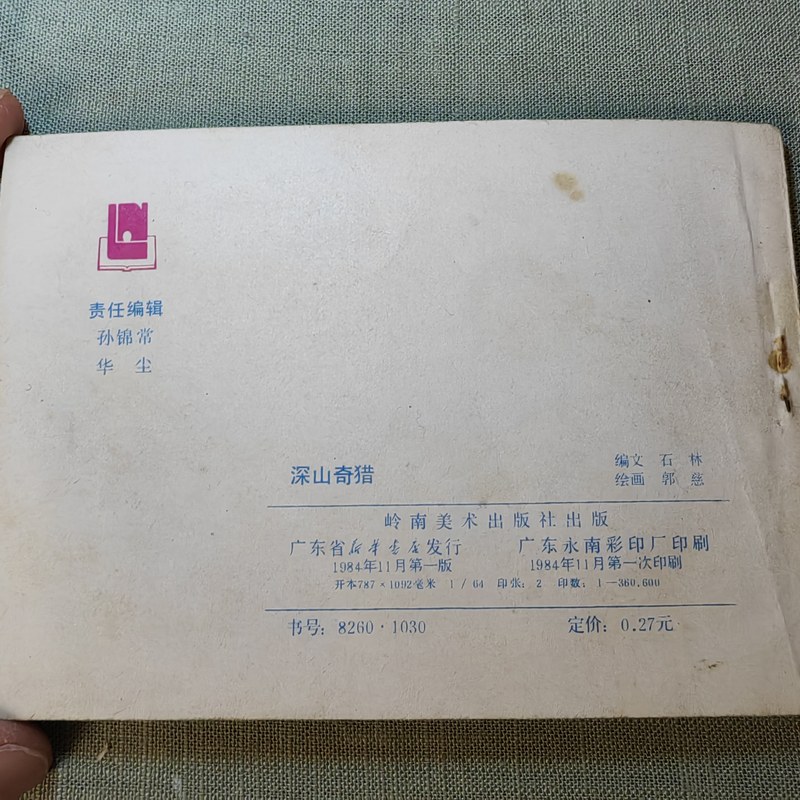 责任编辑
孙锦常
华 尘
深山奇猎
编文 石 林
绘画 郭 慈
岭南美术出版社出版
广东省新华书店发行 广东永南彩印厂印刷
1984年11月第一版 1984年11月第一次印刷
开本787×1092毫米 1/64 印张：2 印数：1—360,600
书号：8260·1030 定价：0.27元